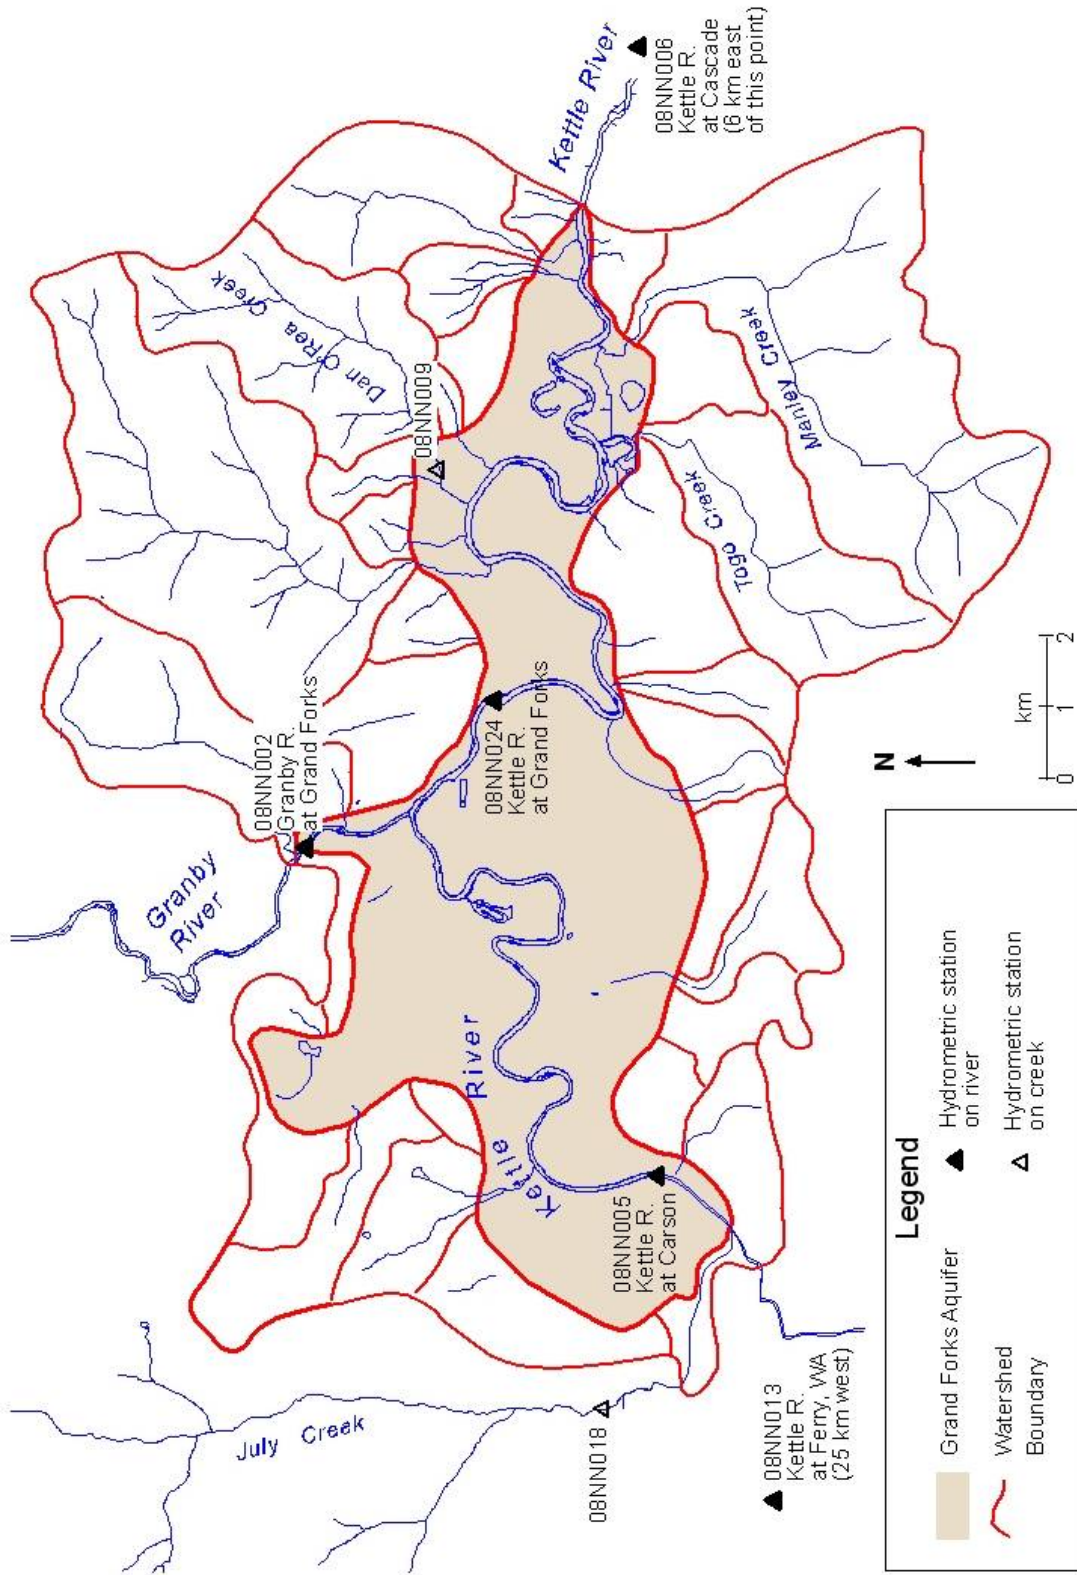 July Creek
Granby
River
08NN002
Granby R.
at Grand Forks
Dan O'Rea Creek
08NN009
Kettle River
08NN006
Kettle R.
at Cascade
(6 km east
of this point)
08NN018
Kettle River
08NN024
Kettle R.
at Grand Forks
08NN005
Kettle R.
at Carson
08NN013
Kettle R.
at Ferry, WA
(25 km west)
Togo Creek
Manley Creek
N
km
0 1 2
Legend
Grand Forks Aquifer
Watershed
Boundary
Hydrometric station
on river
Hydrometric station
on creek